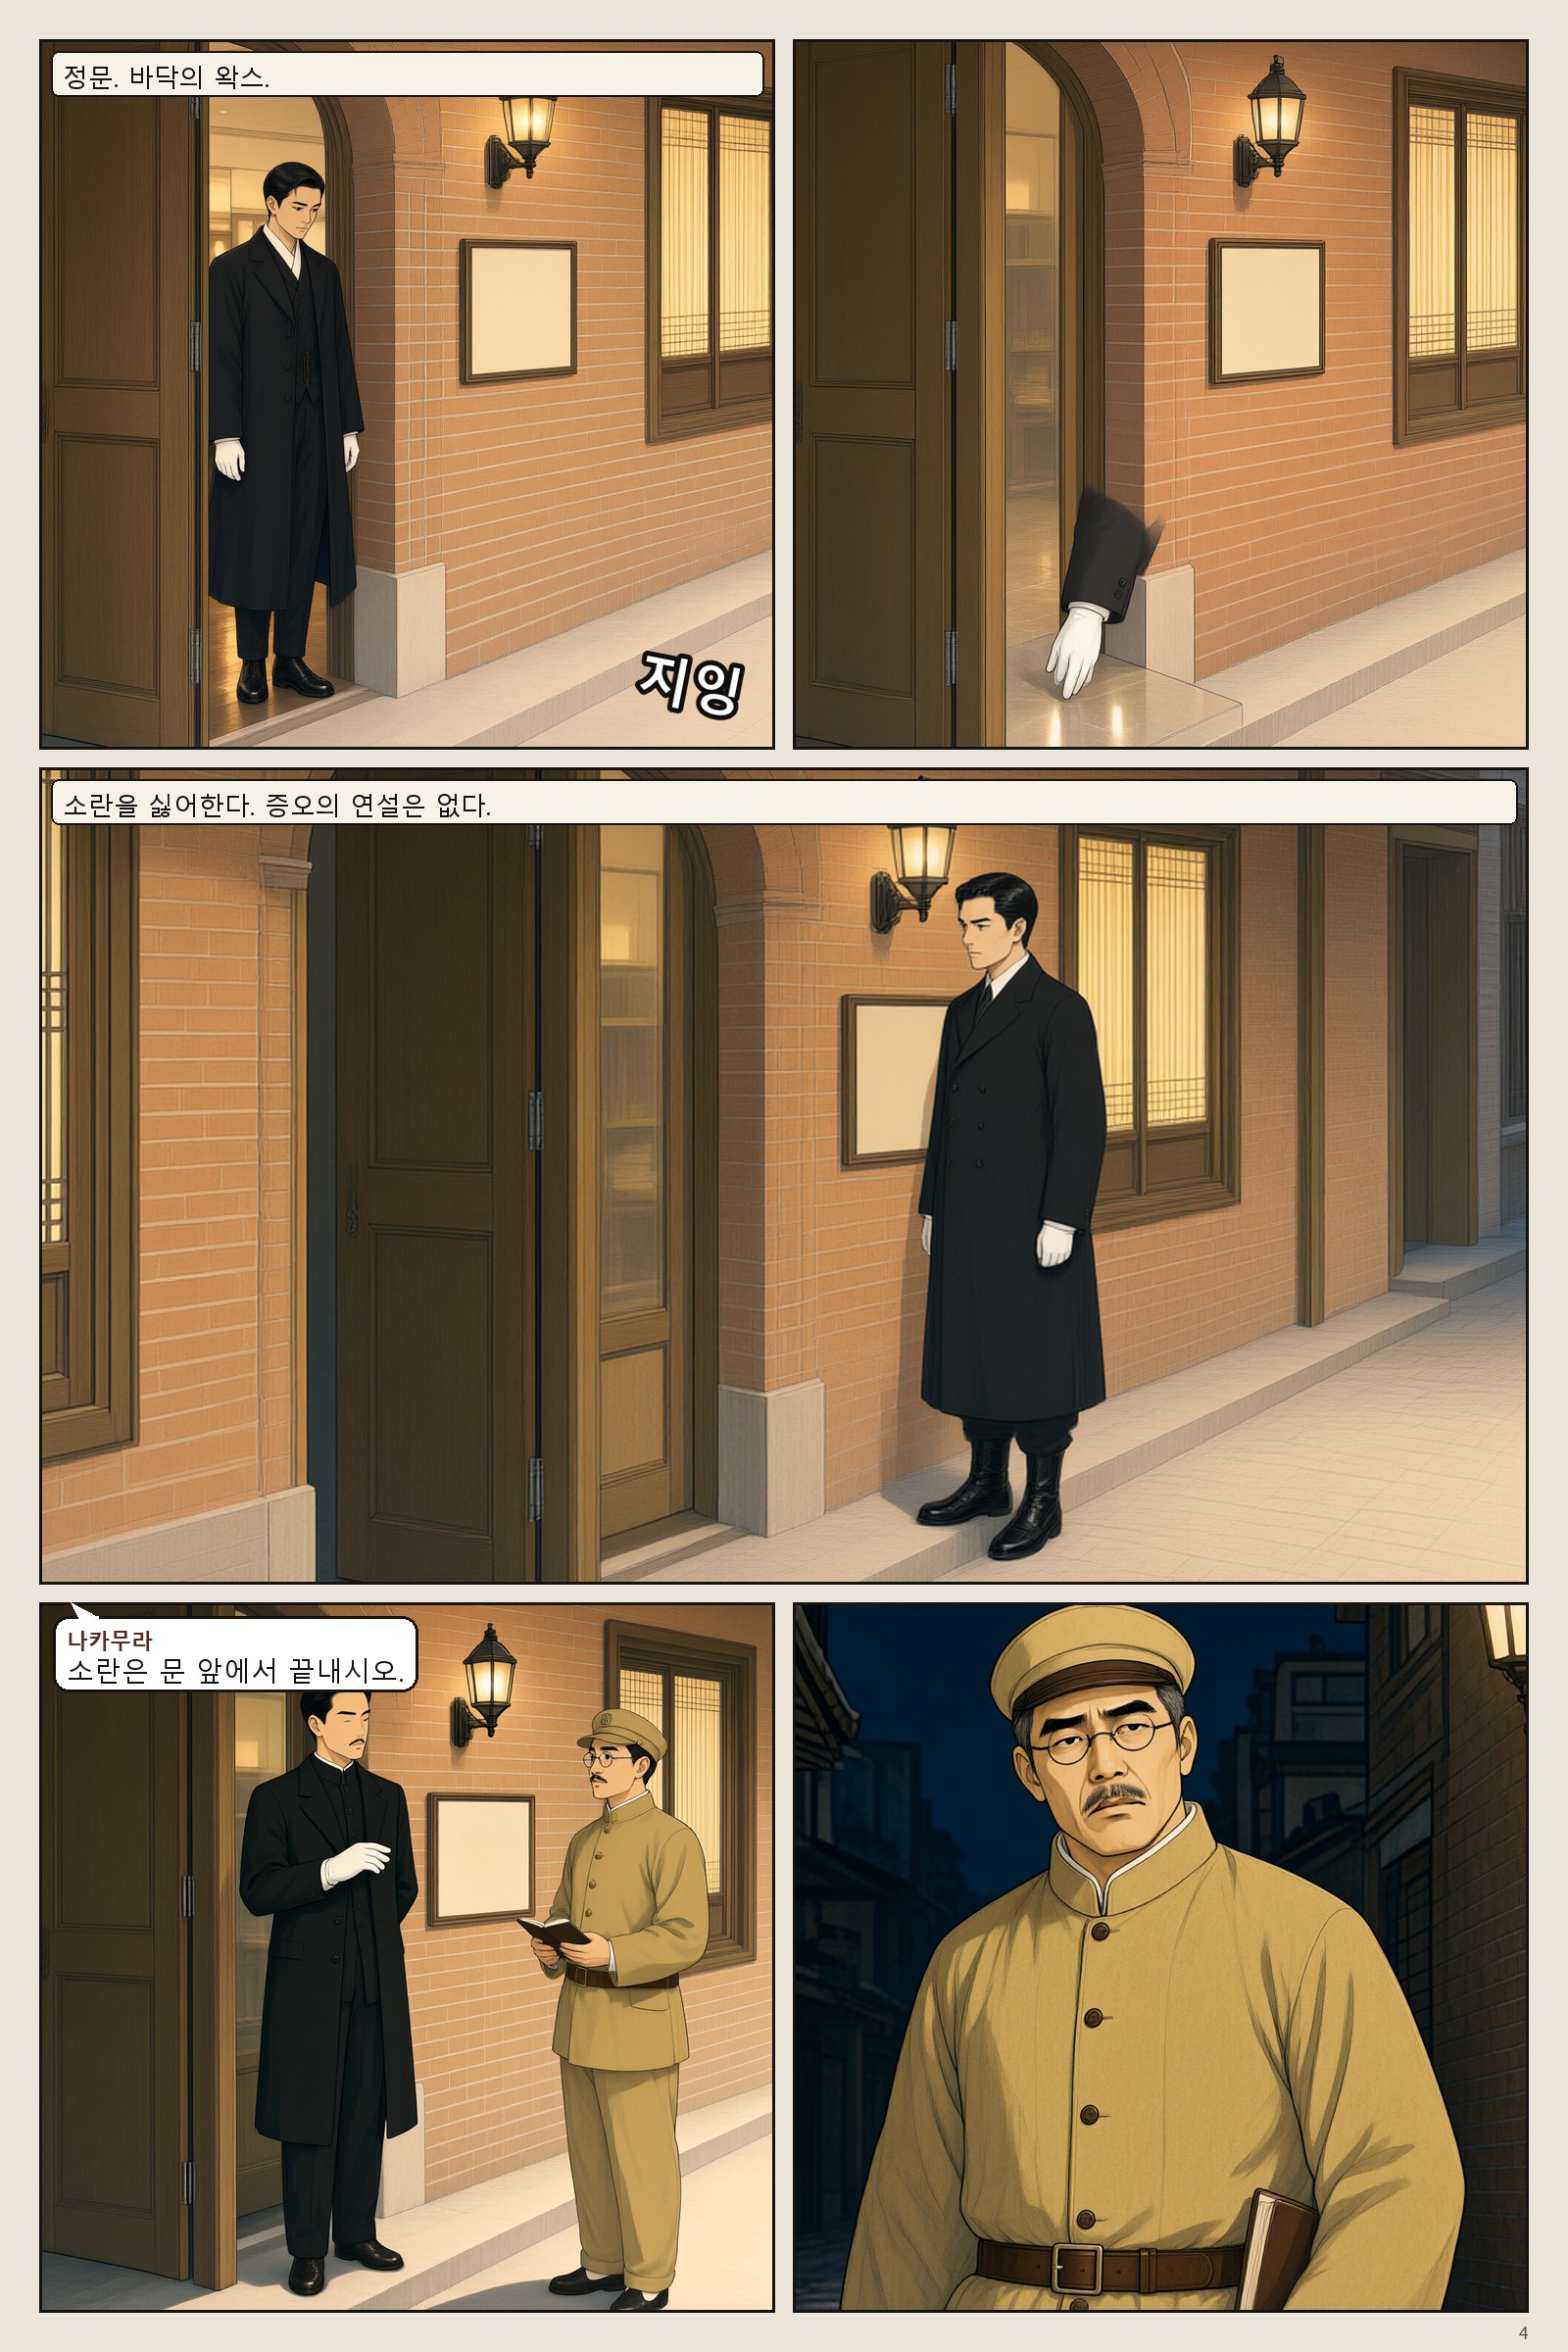 정문. 바닥의 왁스.
지잉
소란을 싫어한다. 증오의 연설은 없다.
나카무라
소란은 문 앞에서 끝내시오.
4